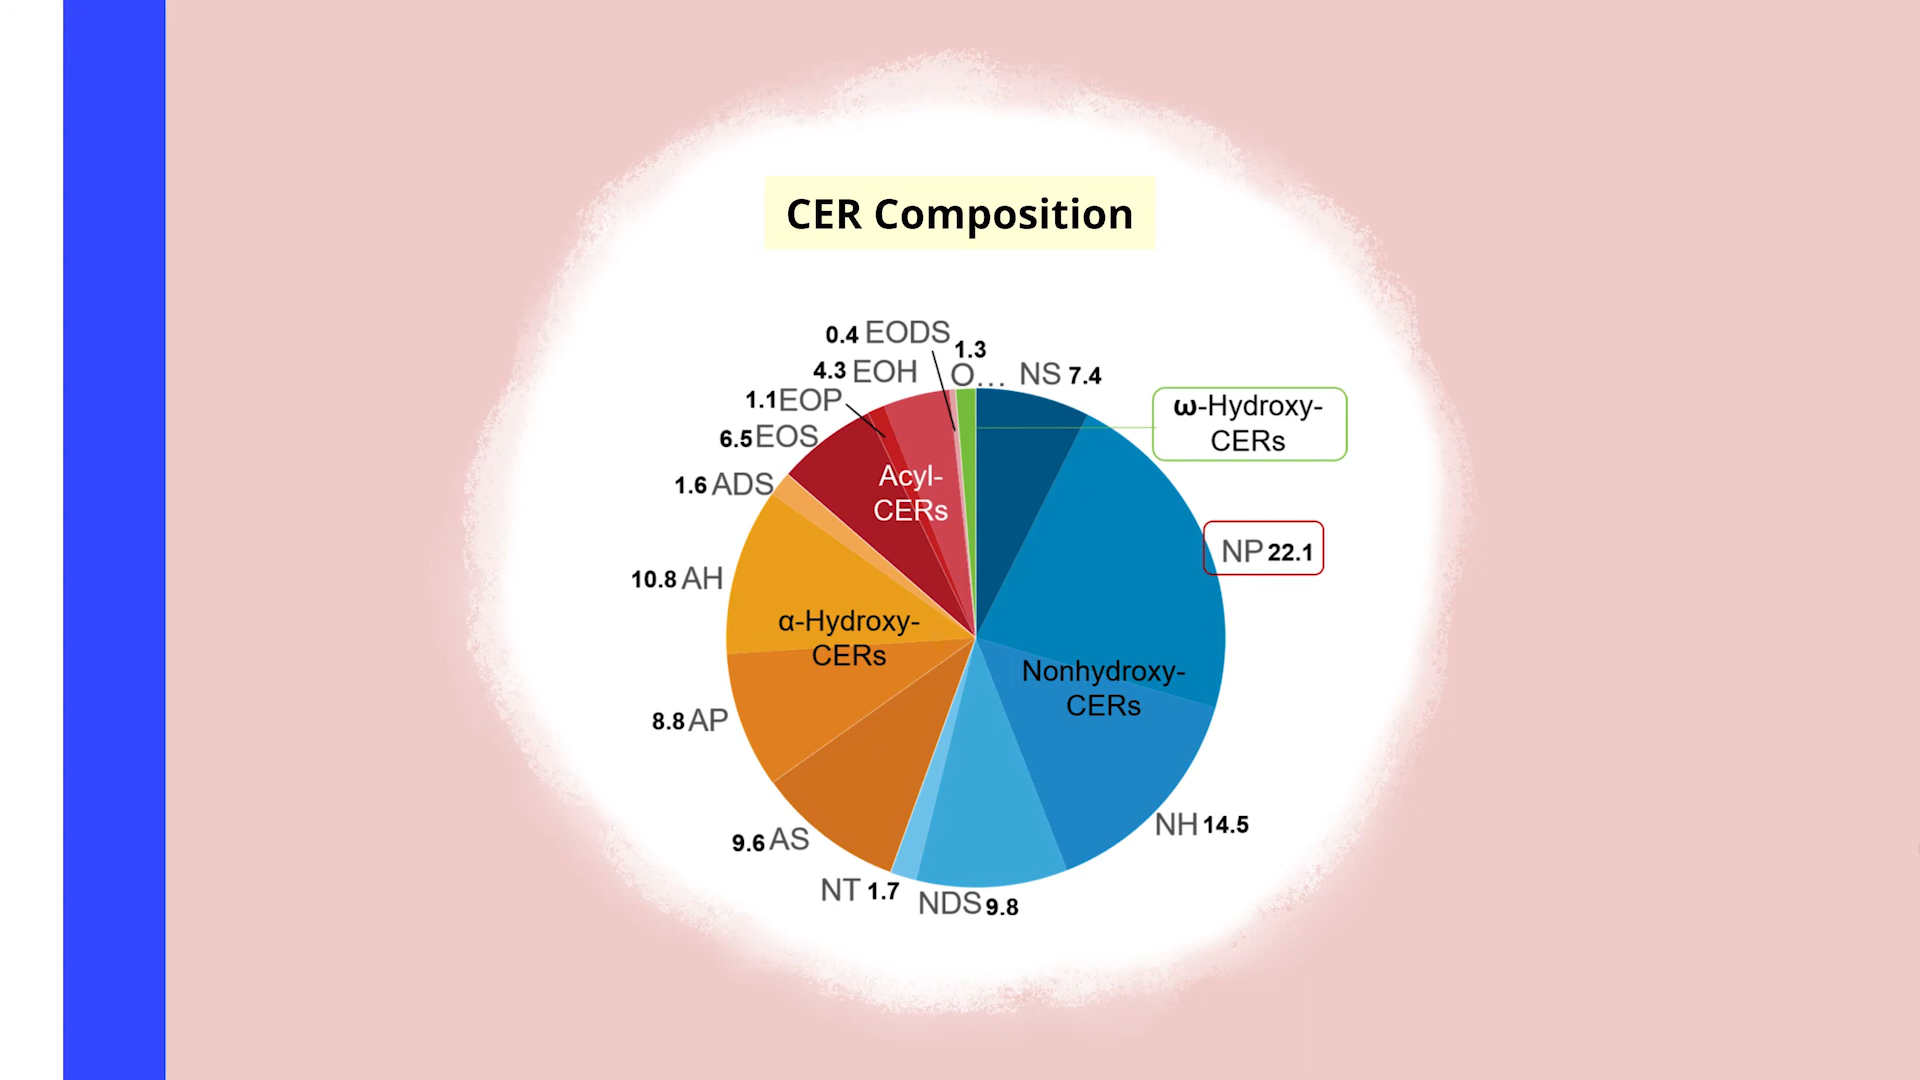 CER Composition
0.4 EODS
1.3
4.3 EOH
O...
NS 7.4
1.1 EOP
ω-Hydroxy-
CERs
6.5 EOS
Acyl-
CERs
1.6 ADS
NP 22.1
10.8 AH
α-Hydroxy-
CERs
Nonhydroxy-
CERs
8.8 AP
NH 14.5
9.6 AS
NT 1.7
NDS 9.8